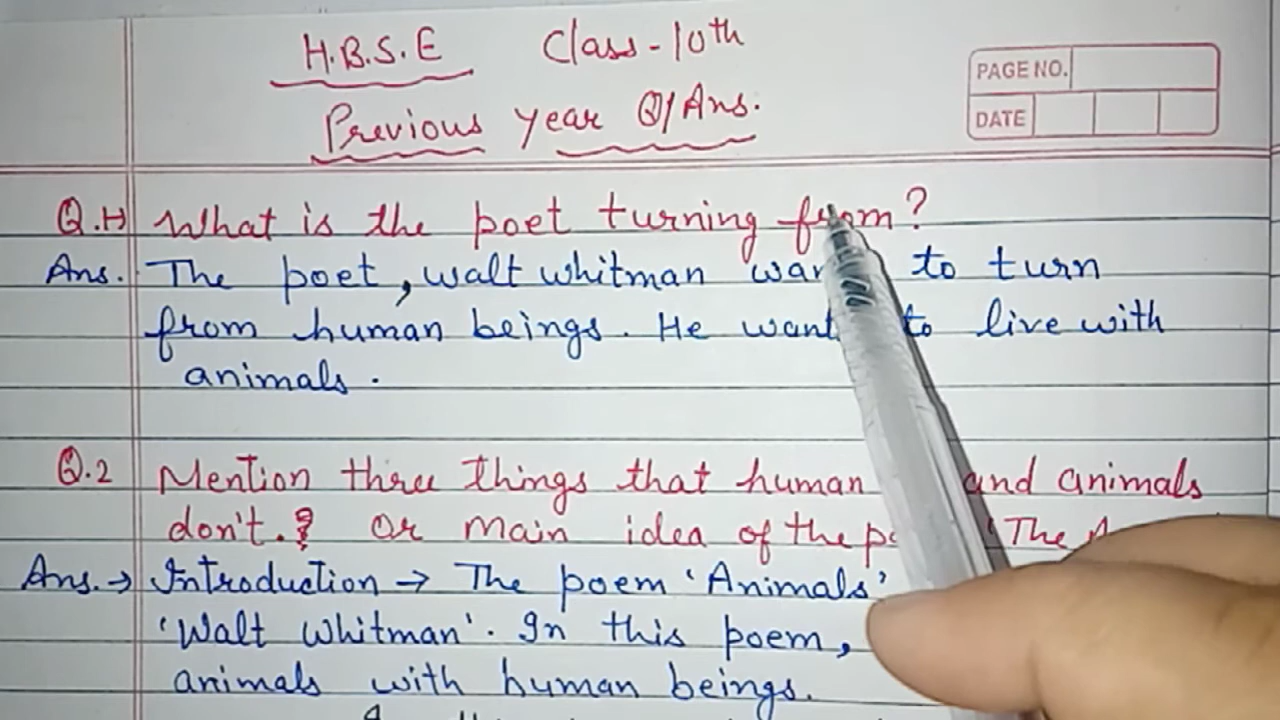 H.B.S.E Class-10th
Previous year Q/Ans.
PAGE NO.
DATE
Q.H What is the poet turning from?
Ans. The poet, walt whitman to turn
from human beings. He want to live with
animals.
Q.2 Mention three things that human and animals
don't.? Or main idea of the 'The
Ans. → Introduction → The poem 'Animals'
'Walt Whitman'. In this poem,
animals with human beings.